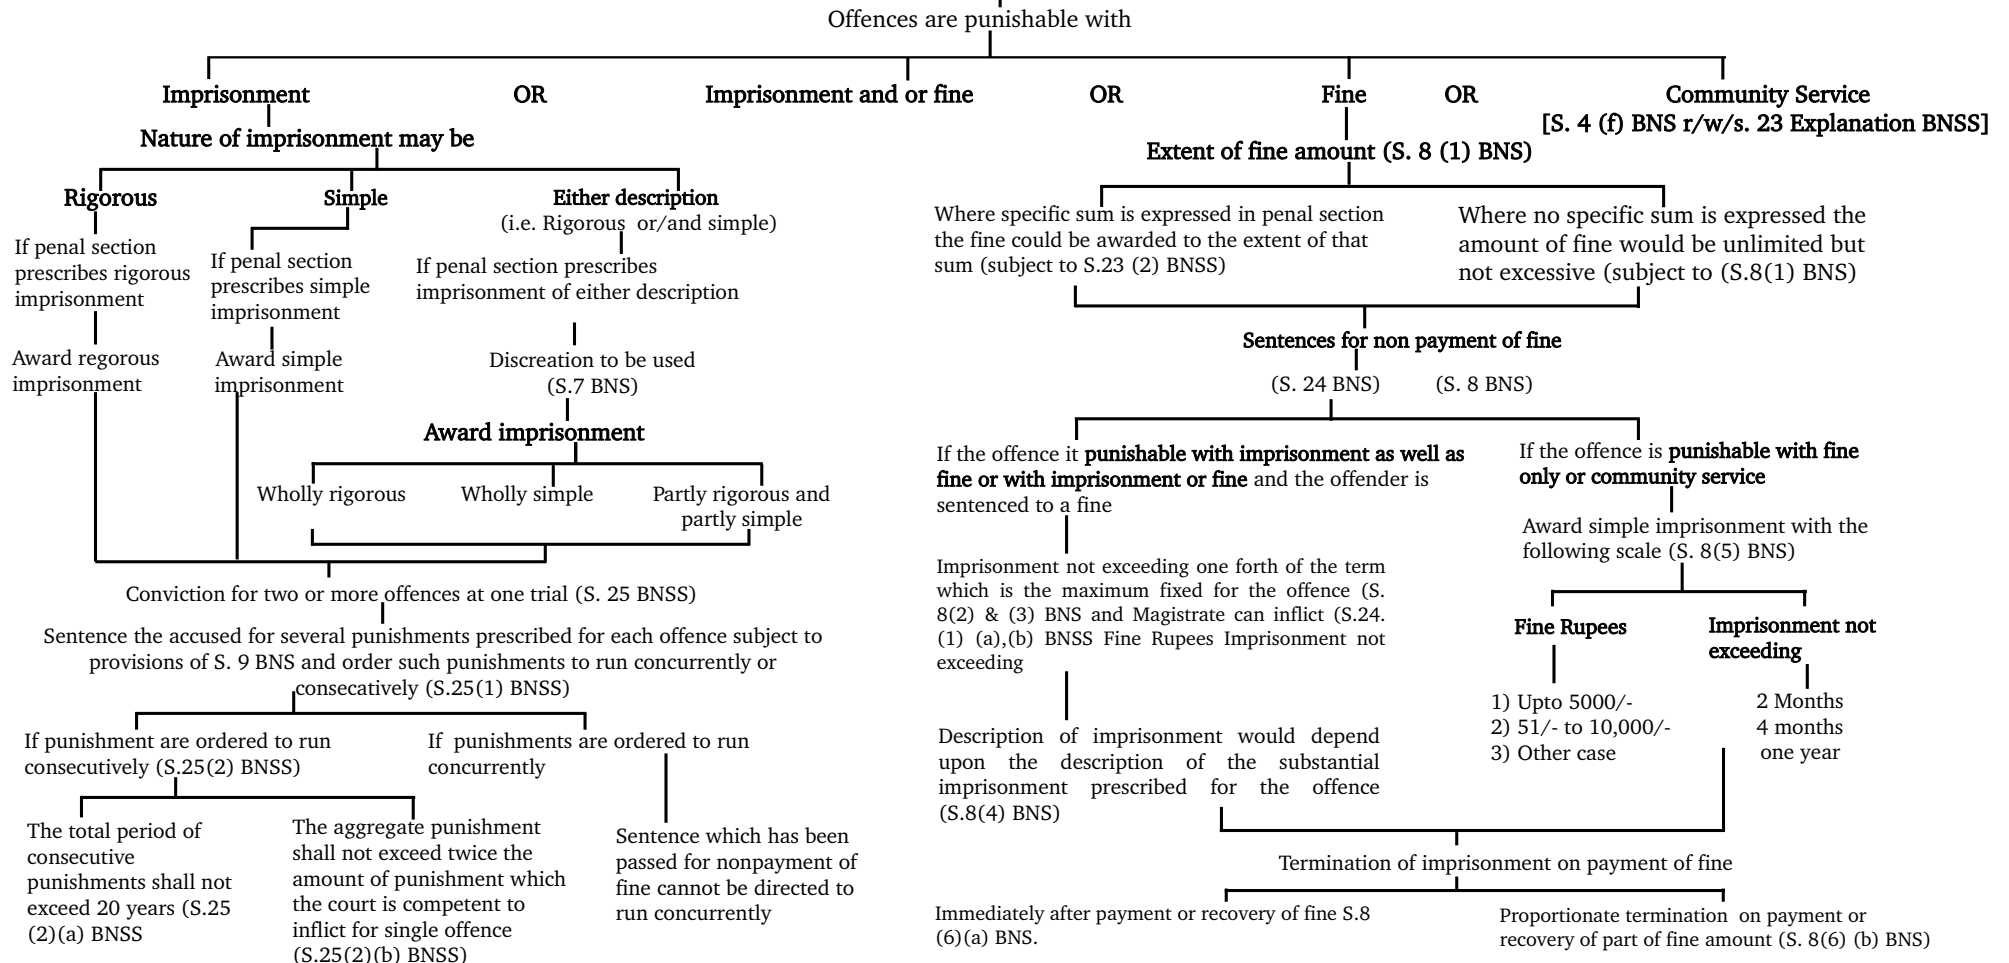 Offences are punishable with
Imprisonment OR Imprisonment and or fine OR Fine OR Community Service
[S. 4 (f) BNS r/w/s. 23 Explanation BNSS]
Nature of imprisonment may be
Rigorous
If penal section
prescribes rigorous
imprisonment
Award regorous
imprisonment
Simple
If penal section
prescribes simple
imprisonment
Award simple
imprisonment
Either description
(i.e. Rigorous or/and simple)
If penal section prescribes
imprisonment of either description
Discreation to be used
(S.7 BNS)
Award imprisonment
Wholly rigorous
Wholly simple
Partly rigorous and
partly simple
Conviction for two or more offences at one trial (S. 25 BNSS)
Sentence the accused for several punishments prescribed for each offence subject to
provisions of S. 9 BNS and order such punishments to run concurrently or
consecatively (S.25(1) BNSS)
If punishment are ordered to run
consecutively (S.25(2) BNSS)
The total period of
consecutive
punishments shall not
exceed 20 years (S.25
(2)(a) BNSS
The aggregate punishment
shall not exceed twice the
amount of punishment which
the court is competent to
inflict for single offence
(S.25(2)(b) BNSS)
If punishments are ordered to run
concurrently
Sentence which has been
passed for nonpayment of
fine cannot be directed to
run concurrently
Extent of fine amount (S. 8 (1) BNS)
Where specific sum is expressed in penal section
the fine could be awarded to the extent of that
sum (subject to S.23 (2) BNSS)
Where no specific sum is expressed the
amount of fine would be unlimited but
not excessive (subject to (S.8(1) BNS)
Sentences for non payment of fine
(S. 24 BNS) (S. 8 BNS)
If the offence it punishable with imprisonment as well as
fine or with imprisonment or fine and the offender is
sentenced to a fine
Imprisonment not exceeding one forth of the term
which is the maximum fixed for the offence (S.
8(2) & (3) BNS and Magistrate can inflict (S.24.
(1) (a),(b) BNSS Fine Rupees Imprisonment not
exceeding
Description of imprisonment would depend
upon the description of the substantial
imprisonment prescribed for the offence
(S.8(4) BNS)
If the offence is punishable with fine
only or community service
Award simple imprisonment with the
following scale (S. 8(5) BNS)
Fine Rupees
1) Upto 5000/-
2) 51/- to 10,000/-
3) Other case
Imprisonment not
exceeding
2 Months
4 months
one year
Termination of imprisonment on payment of fine
Immediately after payment or recovery of fine S.8
(6)(a) BNS.
Proportionate termination on payment or
recovery of part of fine amount (S. 8(6) (b) BNS)